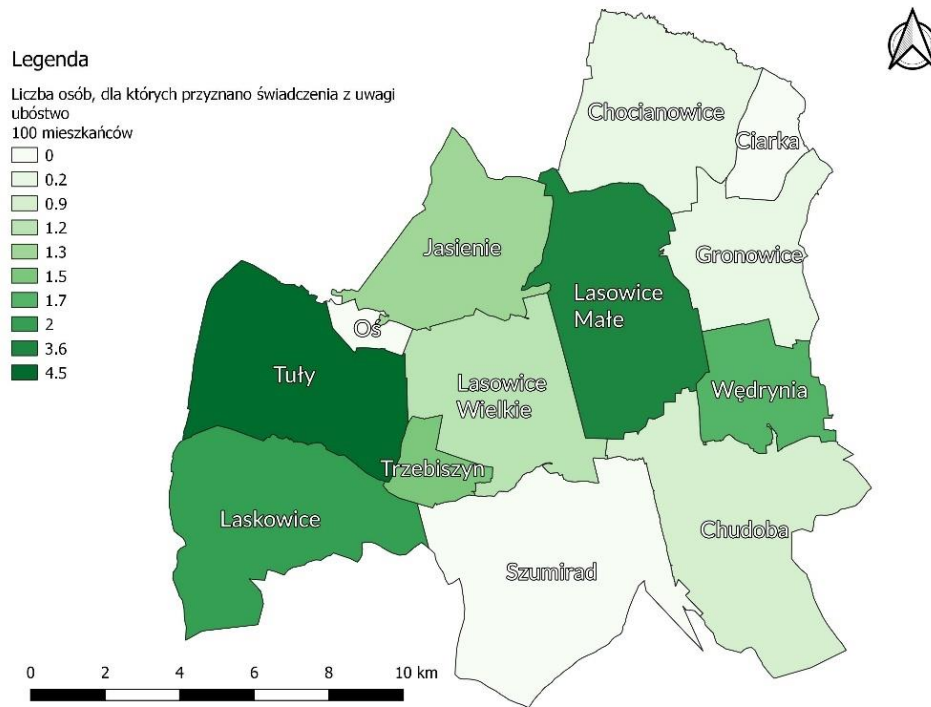 Legenda
Liczba osób, dla których przyznano świadczenia z uwagi
ubóstwo
100 mieszkańców
0
0.2
0.9
1.2
1.3
1.5
1.7
2
3.6
4.5
Chocianowice
Ciarka
Jasienie
Gronowice
Lasowice
Małe
Oś
Tuły
Lasowice
Wielkie
Wędrynia
Trzebiszyn
Laskowice
Chudoba
Szumirad
0 2 4 6 8 10 km